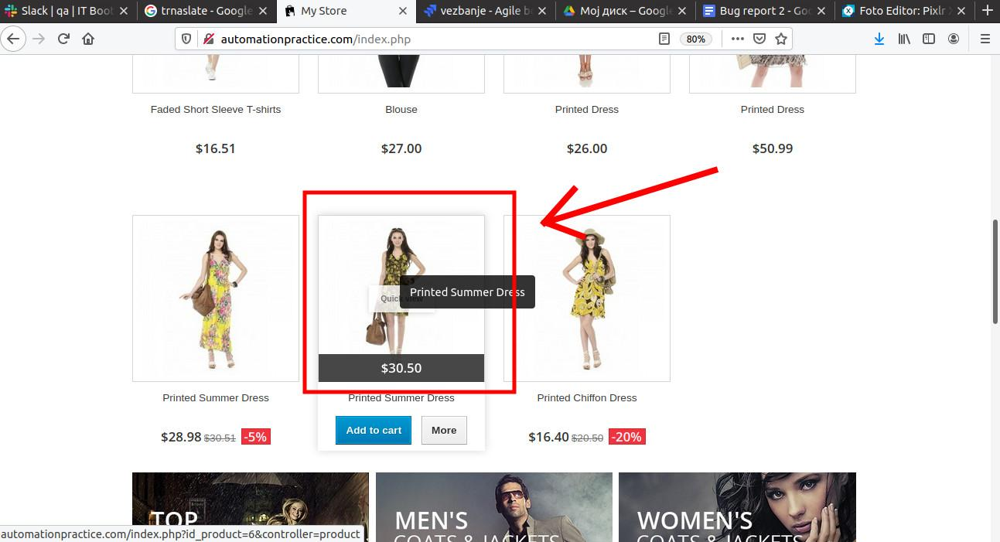 Slack | qa | IT Boot
trnaslate - Google
My Store
vezbanje - Agile b
Мој диск – Google
Bug report 2 - Go
Foto Editor: Pixlr X
automationpractice.com/index.php
80%
Faded Short Sleeve T-shirts
Blouse
Printed Dress
Printed Dress
$16.51
$27.00
$26.00
$50.99
Quick view
Printed Summer Dress
$30.50
Printed Summer Dress
Printed Summer Dress
Printed Chiffon Dress
$28.98 $30.51 -5%
Add to cart
More
$16.40 $20.50 -20%
TOP
MEN'S
COATS & JACKETS
WOMEN'S
COATS & JACKETS
automationpractice.com/index.php?id_product=6&controller=product